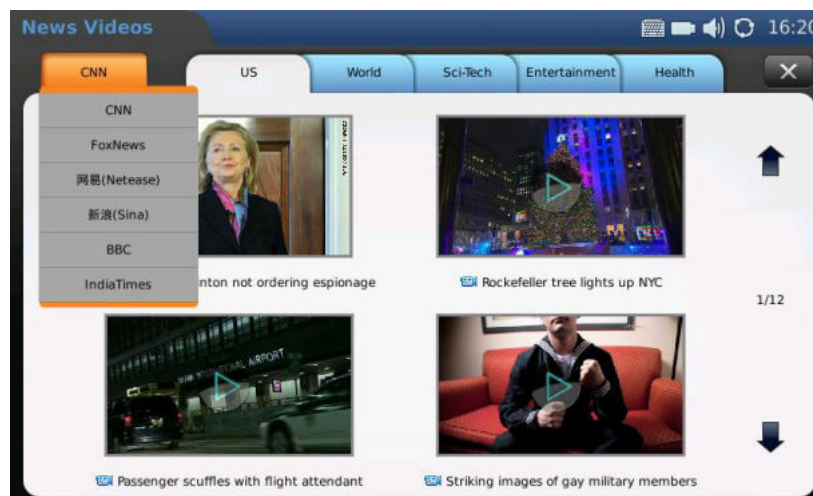 News Videos
16:20
CNN
US
World
Sci-Tech
Entertainment
Health
CNN
FoxNews
网易(Netease)
新浪(Sina)
BBC
IndiaTimes
nton not ordering espionage
Rockefeller tree lights up NYC
1/12
INTERNATIONAL AIRPORT
Passenger scuffles with flight attendant
Striking images of gay military members